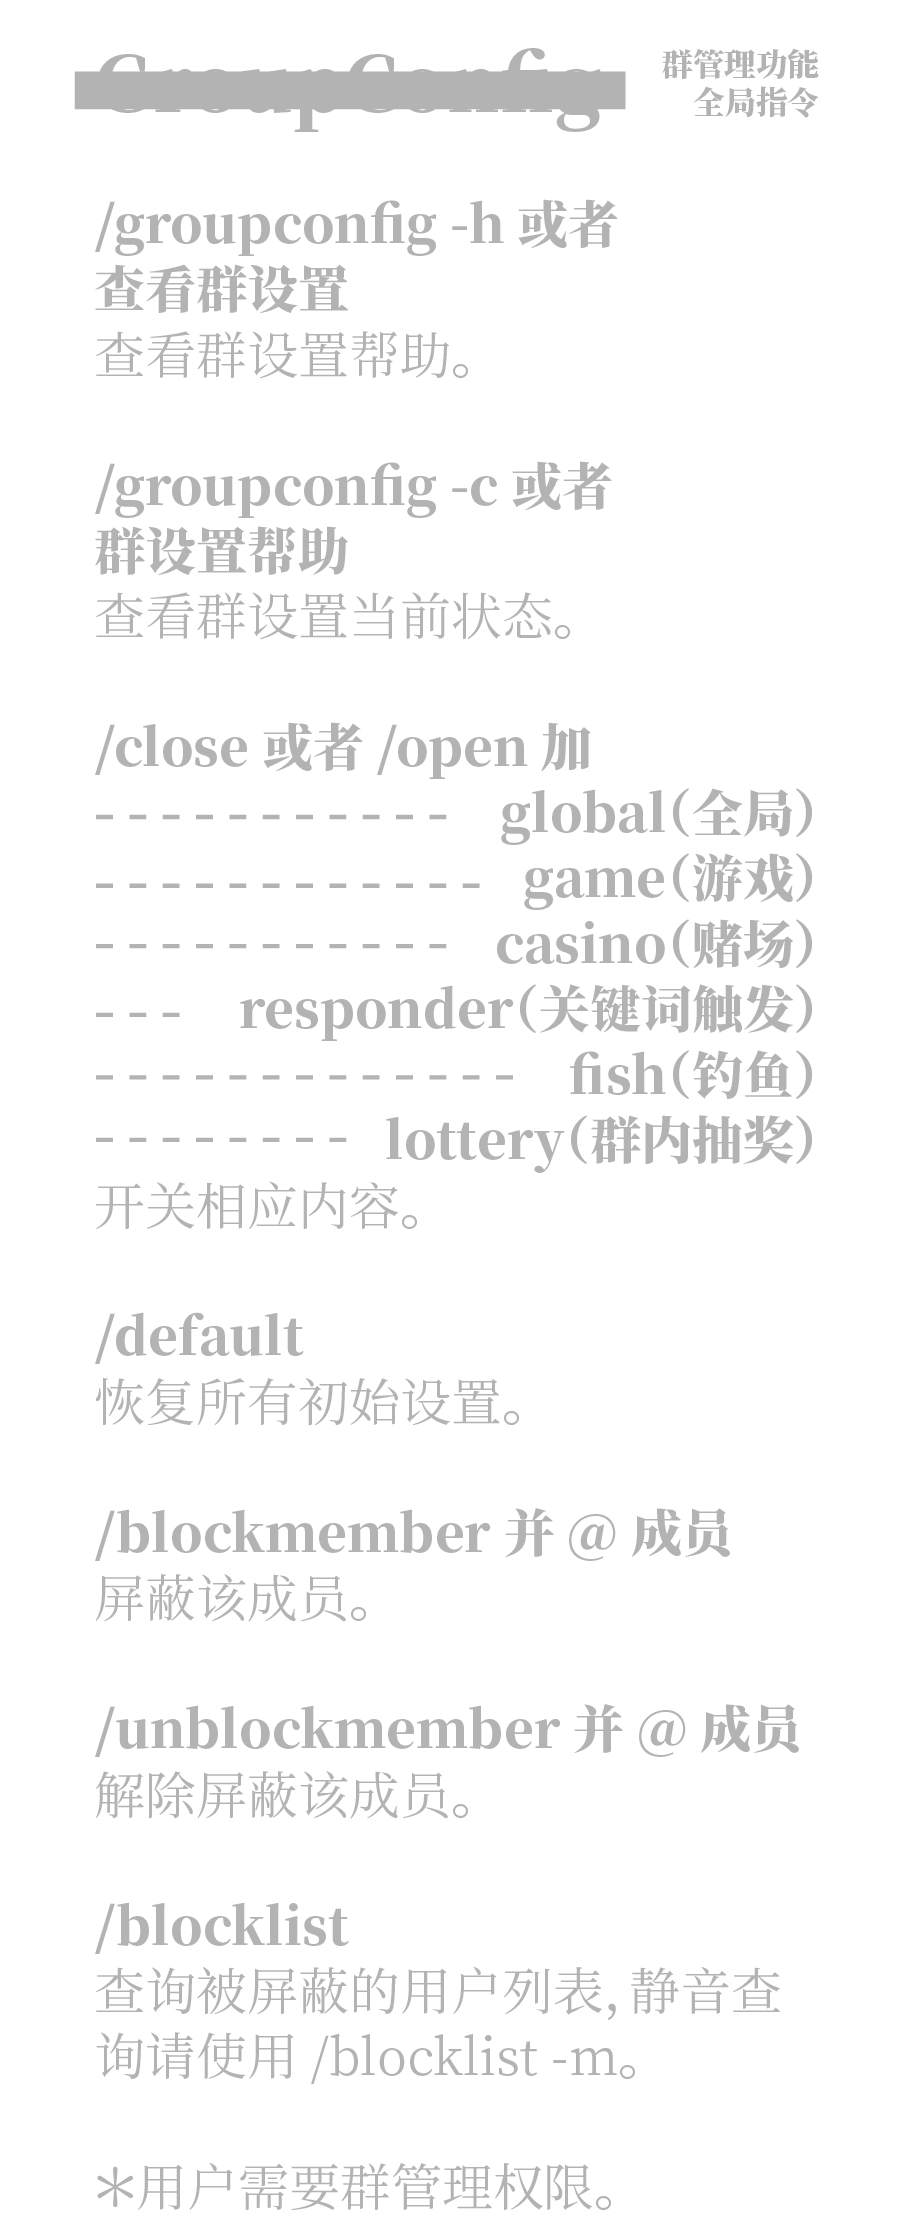 GroupConfig
群管理功能
全局指令
/groupconfig -h 或者
查看群设置
查看群设置帮助。
/groupconfig -c 或者
群设置帮助
查看群设置当前状态。
/close 或者 /open 加
- - - - - - - - - - - global(全局)
- - - - - - - - - - - - game(游戏)
- - - - - - - - - - - casino(赌场)
- - - responder(关键词触发)
- - - - - - - - - - - - - fish(钓鱼)
- - - - - - - - lottery(群内抽奖)
开关相应内容。
/default
恢复所有初始设置。
/blockmember 并 @ 成员
屏蔽该成员。
/unblockmember 并 @ 成员
解除屏蔽该成员。
/blocklist
查询被屏蔽的用户列表, 静音查
询请使用 /blocklist -m。
＊用户需要群管理权限。